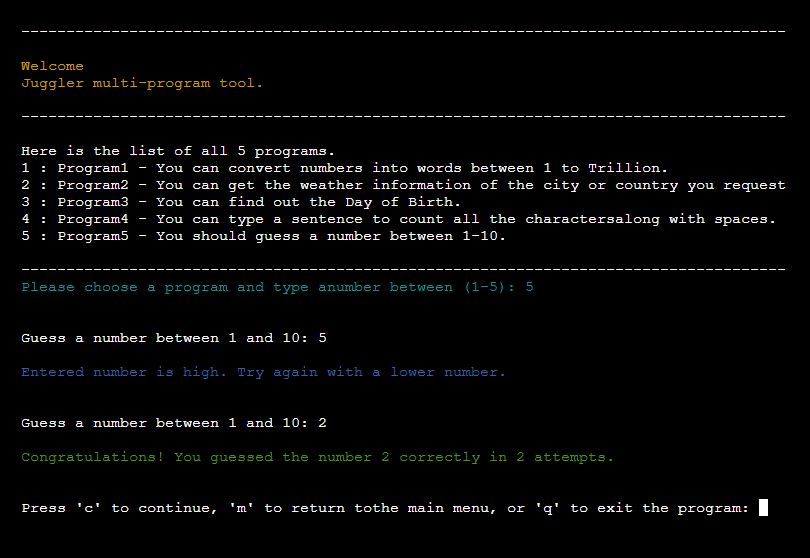 -------------------------------------------------------------------------------------
Welcome
Juggler multi-program tool.
-------------------------------------------------------------------------------------
Here is the list of all 5 programs.
1 : Program1 - You can convert numbers into words between 1 to Trillion.
2 : Program2 - You can get the weather information of the city or country you request
3 : Program3 - You can find out the Day of Birth.
4 : Program4 - You can type a sentence to count all the charactersalong with spaces.
5 : Program5 - You should guess a number between 1-10.
-------------------------------------------------------------------------------------
Please choose a program and type anumber between (1-5): 5
Guess a number between 1 and 10: 5
Entered number is high. Try again with a lower number.
Guess a number between 1 and 10: 2
Congratulations! You guessed the number 2 correctly in 2 attempts.
Press 'c' to continue, 'm' to return tothe main menu, or 'q' to exit the program: